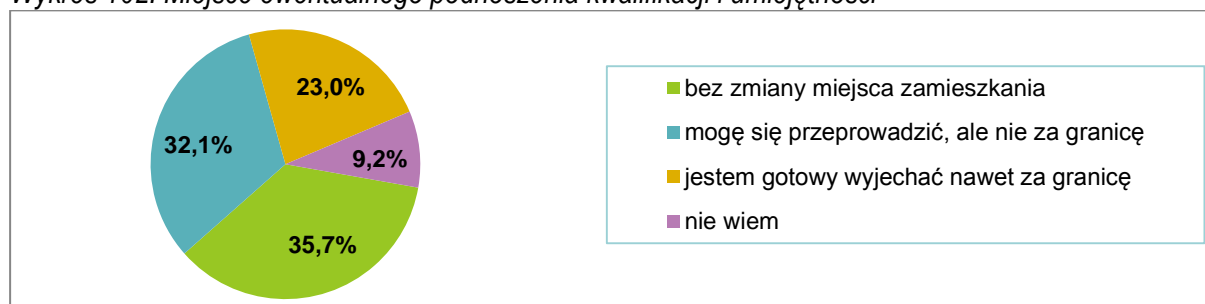 23,0%
32,1%
9,2%
35,7%
bez zmiany miejsca zamieszkania
mogę się przeprowadzić, ale nie za granicę
jestem gotowy wyjechać nawet za granicę
nie wiem